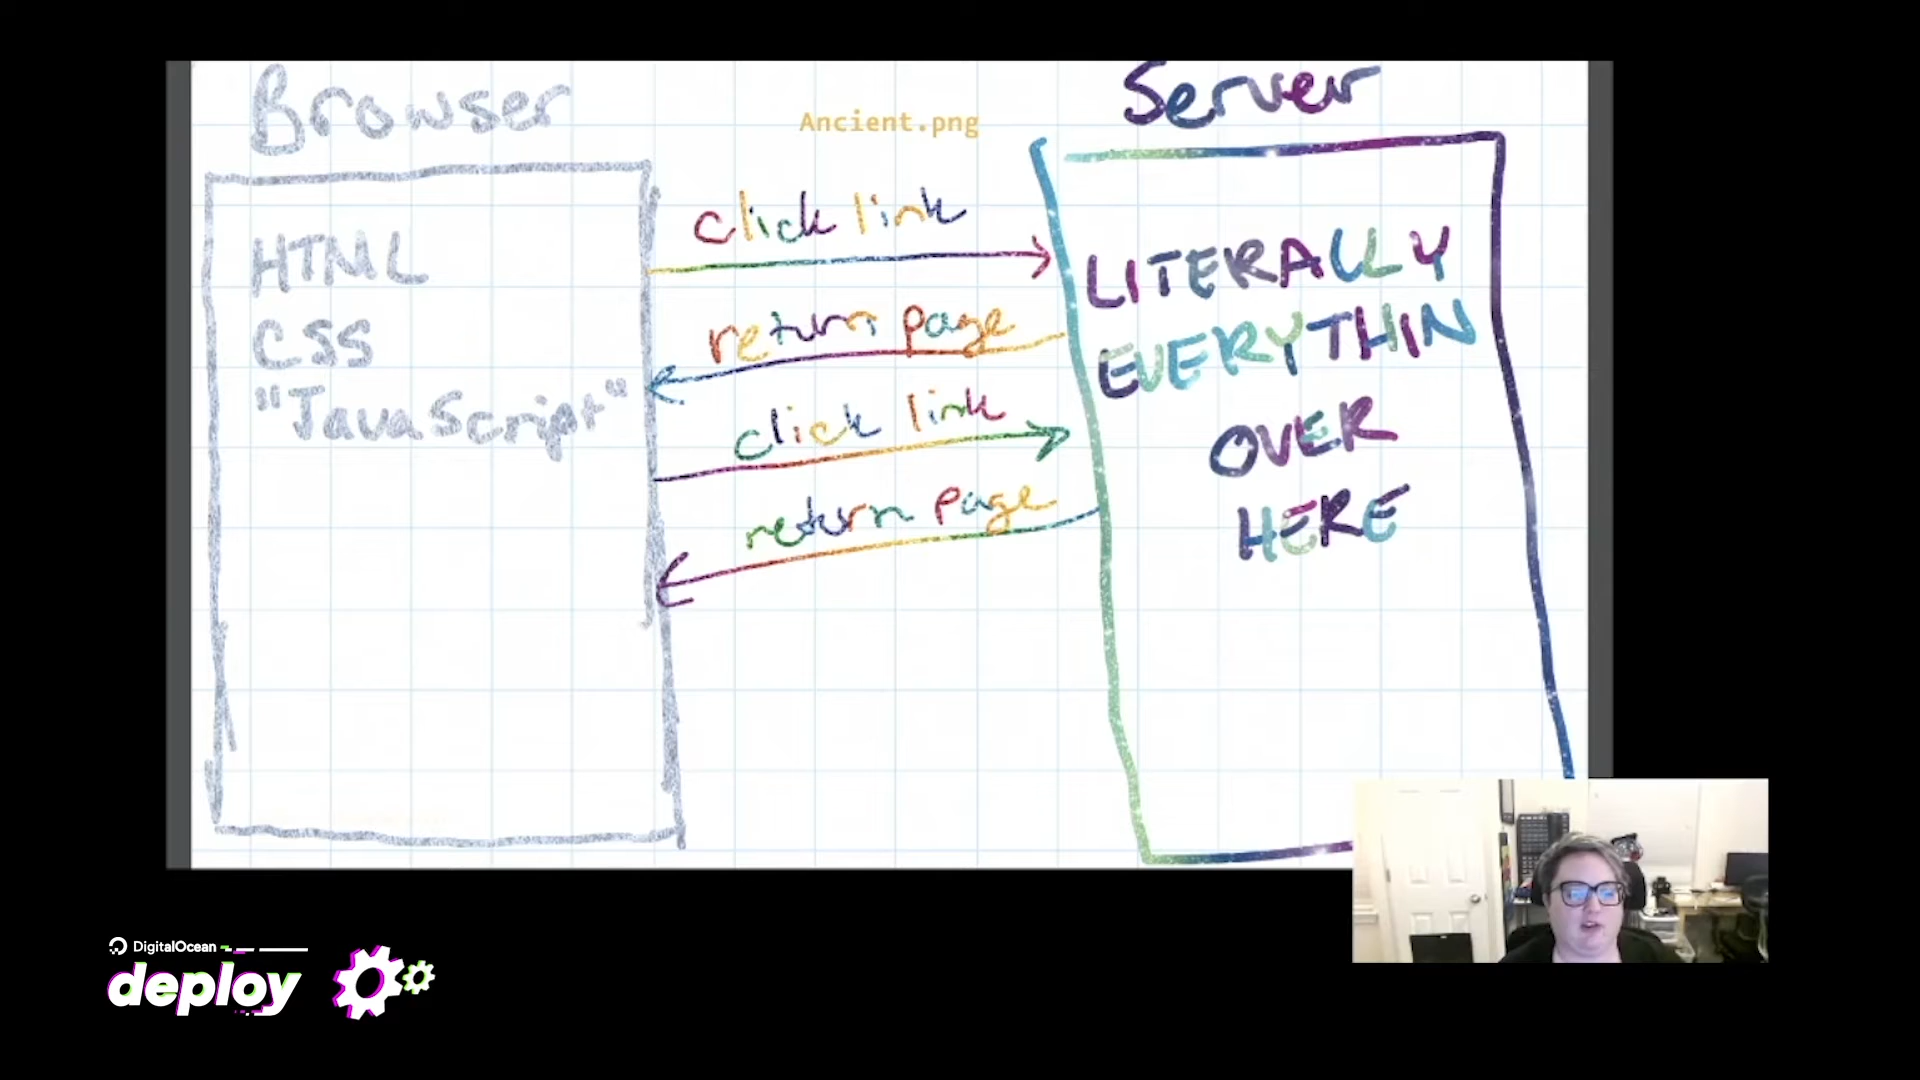 Browser
HTML
CSS
"JavaScript"
Ancient.png
click link
return page
click link
return page
Server
LITERALLY
EVERYTHIN
OVER
HERE
DigitalOcean
deploy